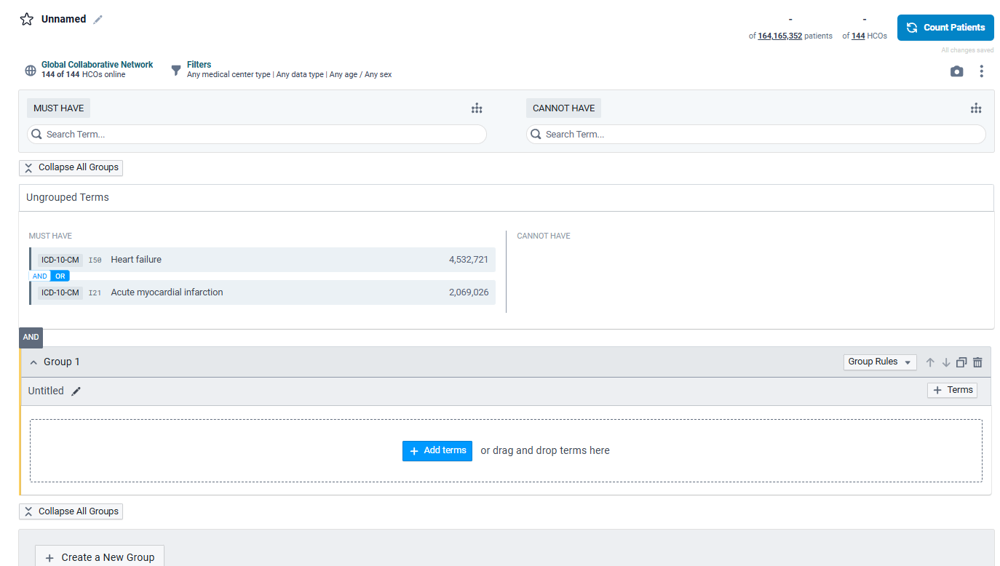 Unnamed
- -
of 164,165,352 patients of 144 HCOs
Count Patients
All changes saved
Global Collaborative Network
144 of 144 HCOs online
Filters
Any medical center type | Any data type | Any age / Any sex
MUST HAVE
Search Term...
CANNOT HAVE
Search Term...
Collapse All Groups
Ungrouped Terms
MUST HAVE
CANNOT HAVE
ICD-10-CM I50 Heart failure 4,532,721
AND OR
ICD-10-CM I21 Acute myocardial infarction 2,069,026
AND
Group 1
Group Rules
Untitled
+ Terms
+ Add terms or drag and drop terms here
Collapse All Groups
+ Create a New Group